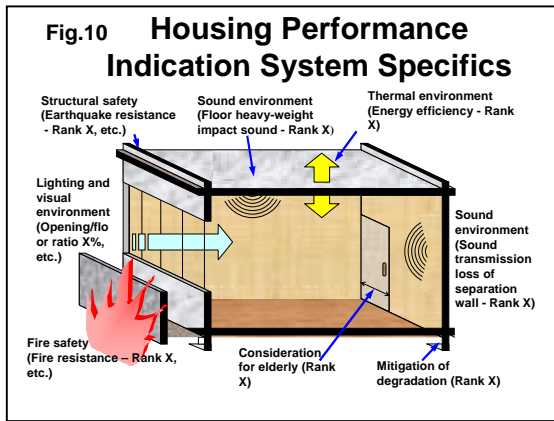 Fig.10
Housing Performance
Indication System Specifics
Structural safety
(Earthquake resistance
- Rank X, etc.)
Sound environment
(Floor heavy-weight
impact sound - Rank X)
Thermal environment
(Energy efficiency - Rank
X)
Lighting and
visual
environment
(Opening/flo
or ratio X%,
etc.)
Sound
environment
(Sound
transmission
loss of
separation
wall - Rank X)
Fire safety
(Fire resistance – Rank X,
etc.)
Consideration
for elderly (Rank
X)
Mitigation of
degradation (Rank X)